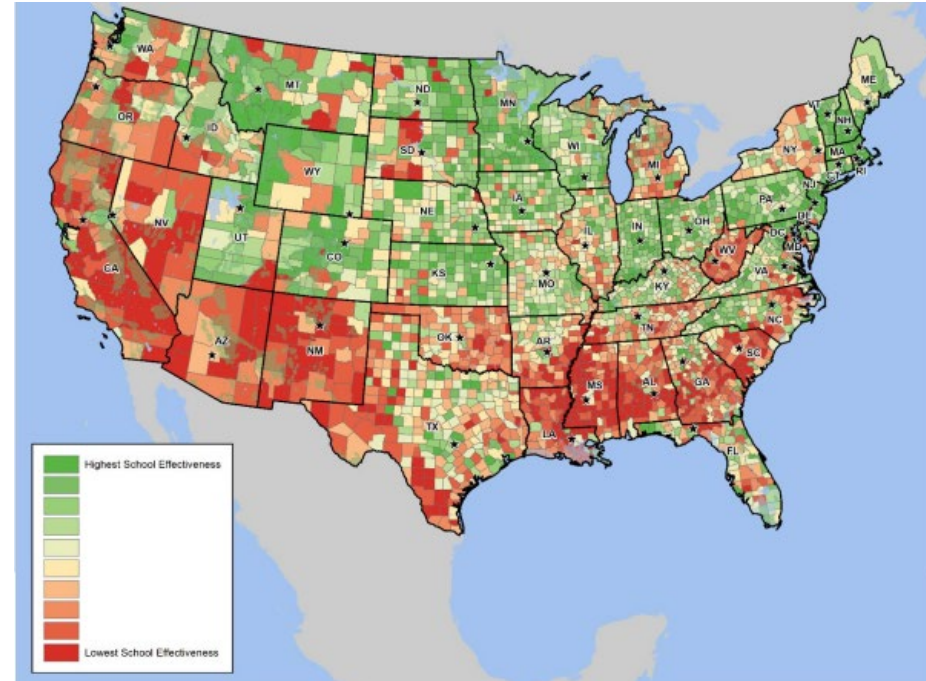 WA
MT
ND
MN
ME
VT
NH
OR
ID
WI
NY
MA
SD
MI
CT
RI
WY
IA
PA
NJ
NE
OH
NV
IL
IN
DE
UT
DC
MD
CO
WV
CA
KS
MO
KY
VA
NC
TN
AZ
OK
AR
NM
SC
MS
AL
GA
TX
LA
FL
Highest School Effectiveness
Lowest School Effectiveness